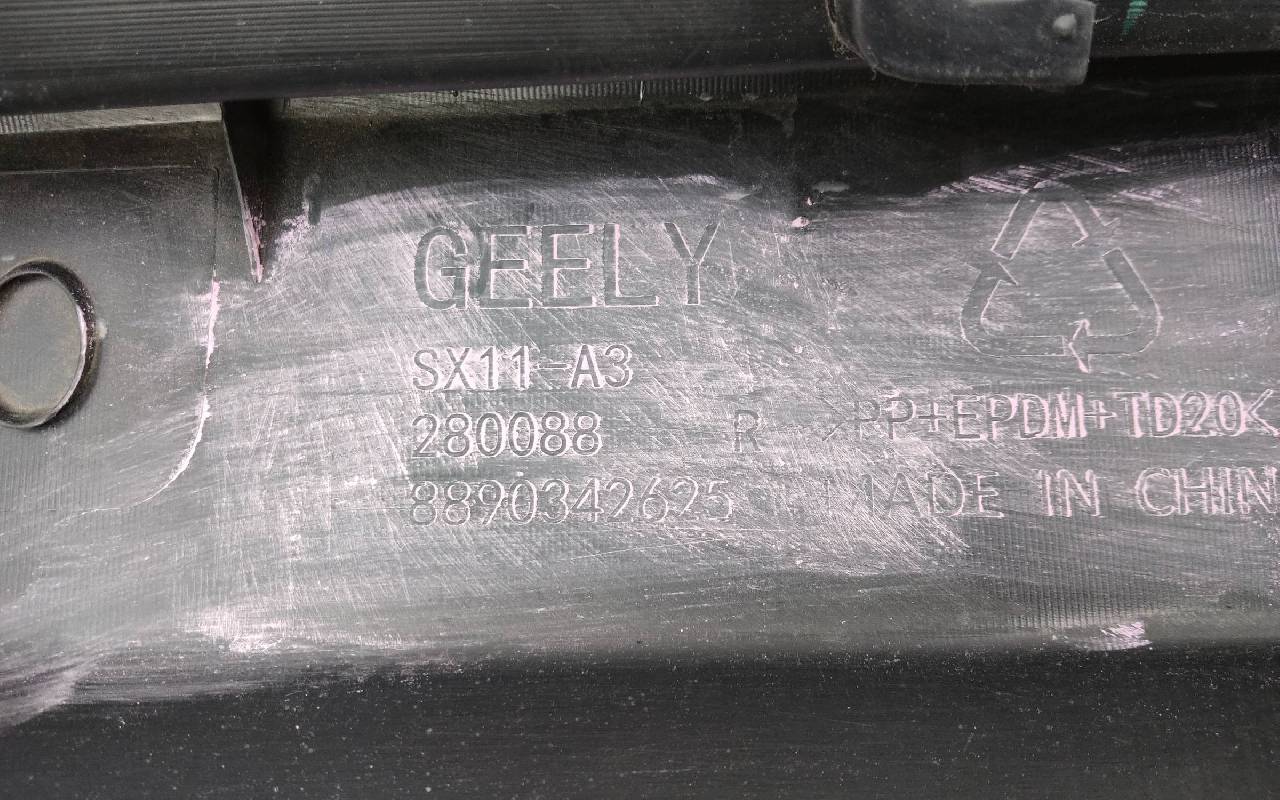 GEELY
SX11-A3
280088 R >PP+EPDM+TD20<
8890342625 MADE IN CHIN